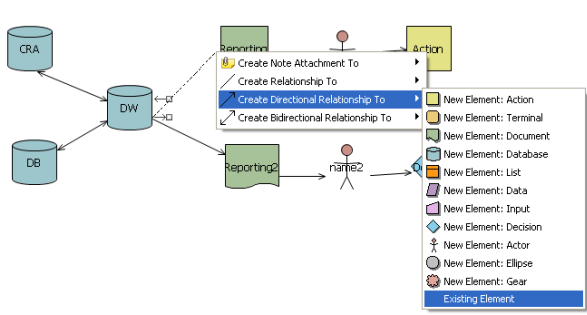 CRA
Reporting
Action
DW
DB
Reporting2
name2
Create Note Attachment To
Create Relationship To
Create Directional Relationship To
Create Bidirectional Relationship To
New Element: Action
New Element: Terminal
New Element: Document
New Element: Database
New Element: List
New Element: Data
New Element: Input
New Element: Decision
New Element: Actor
New Element: Ellipse
New Element: Gear
Existing Element